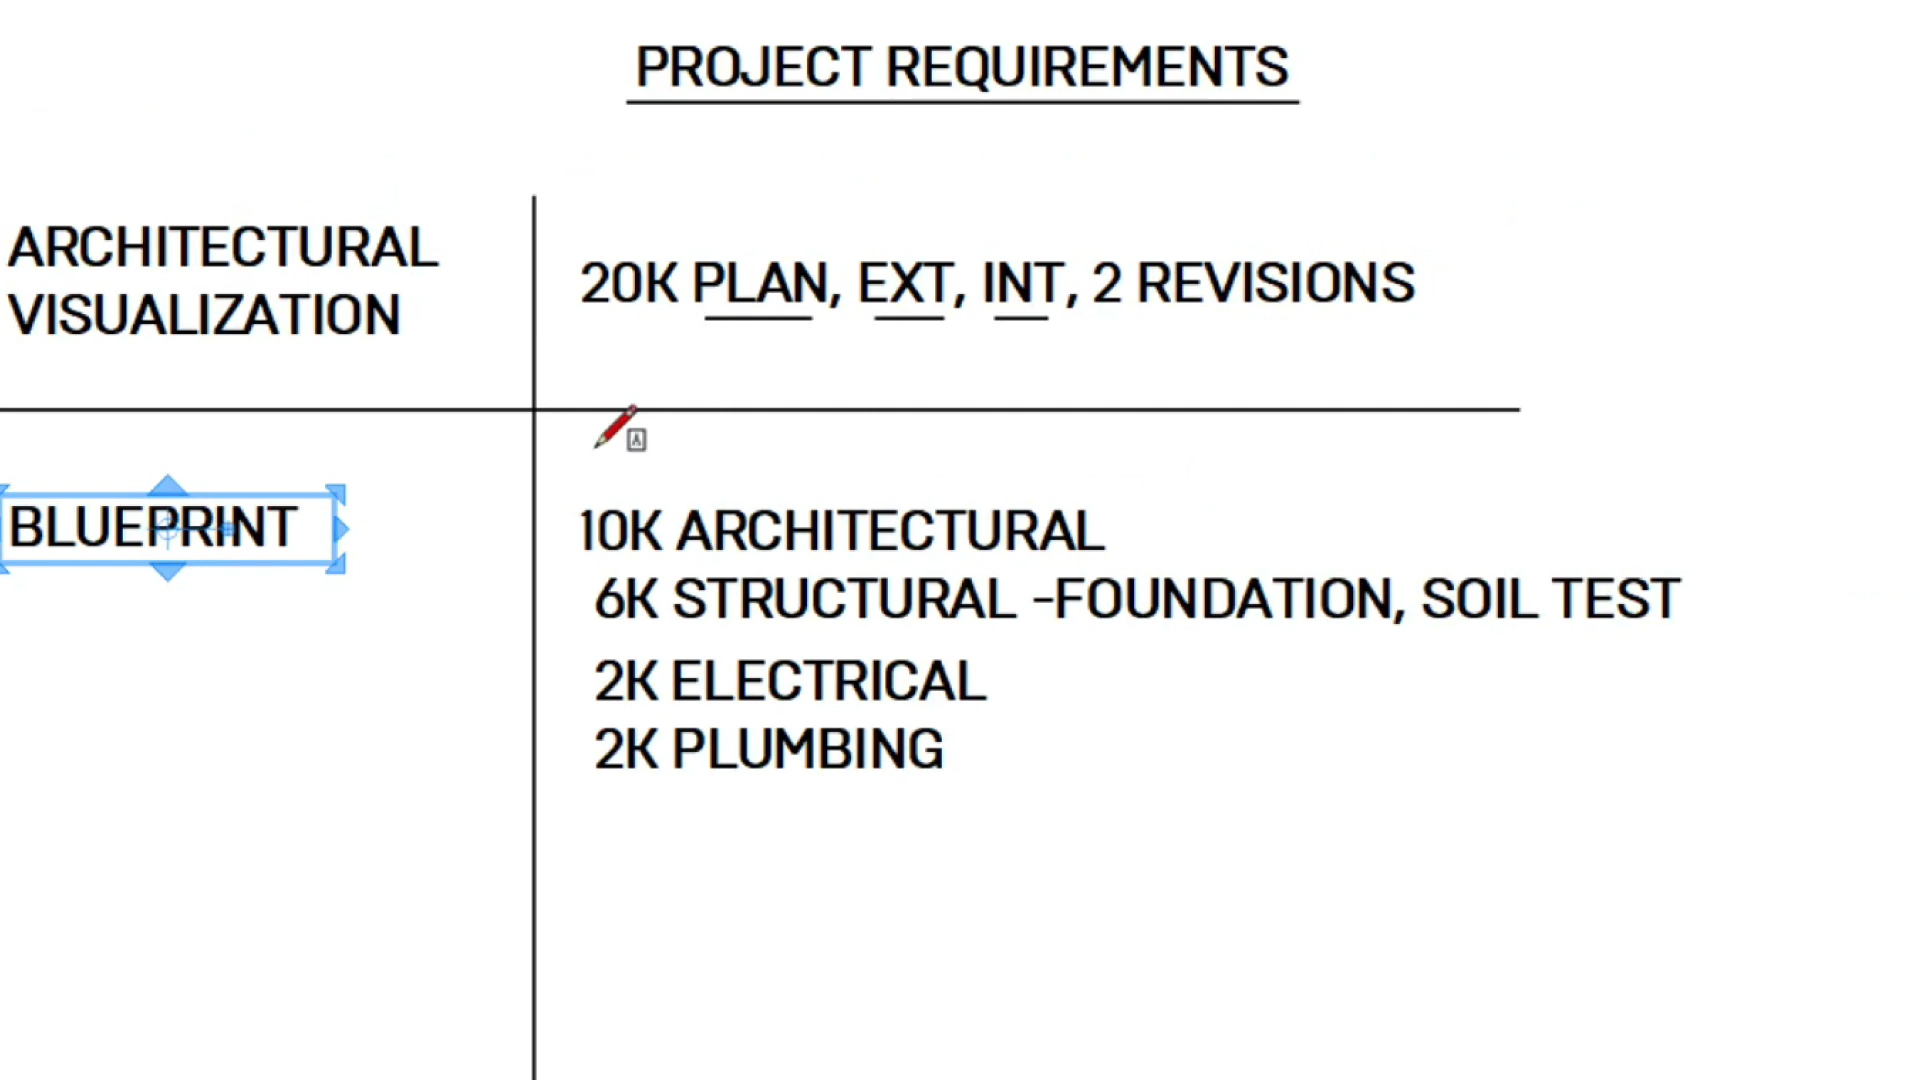 PROJECT REQUIREMENTS
ARCHITECTURAL
VISUALIZATION
20K PLAN, EXT, INT, 2 REVISIONS
BLUEPRINT
10K ARCHITECTURAL
6K STRUCTURAL -FOUNDATION, SOIL TEST
2K ELECTRICAL
2K PLUMBING